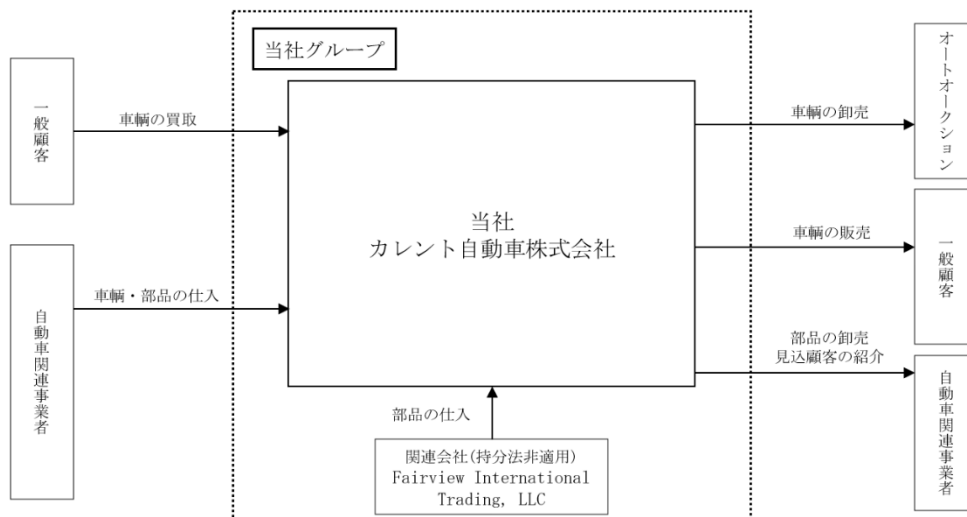 当社グループ
一般顧客
車輌の買取
自動車関連事業者
車輌・部品の仕入
当社
カレント自動車株式会社
部品の仕入
関連会社(持分法非適用)
Fairview International
Trading, LLC
車輌の卸売
オートオークション
車輌の販売
一般顧客
部品の卸売
見込顧客の紹介
自動車関連事業者